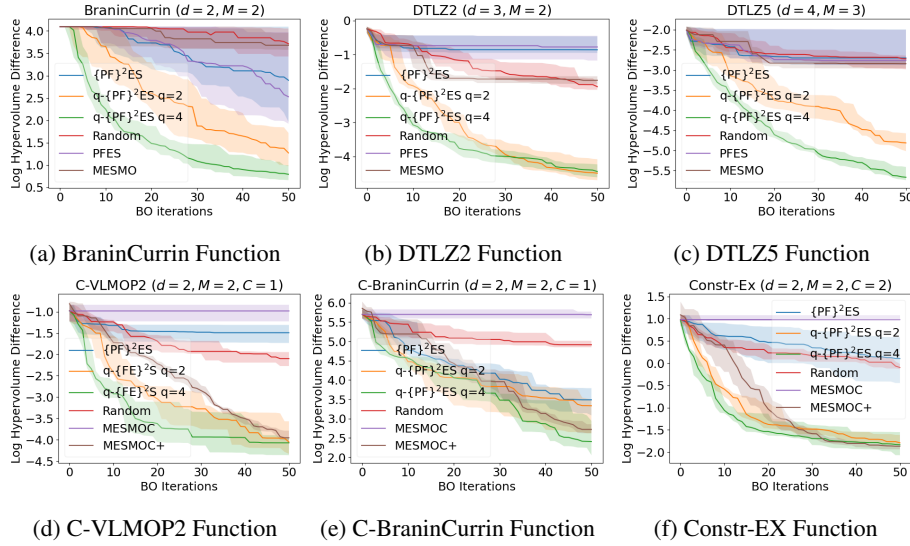 BraninCurrin (d = 2, M = 2)
Log Hypervolume Difference
4.0
3.5
3.0
2.5
2.0
1.5
1.0
0.5
{PF}²ES
q-{PF}²ES q=2
q-{PF}²ES q=4
Random
PFES
MESMO
0 10 20 30 40 50
BO iterations
(a) BraninCurrin Function
DTLZ2 (d = 3, M = 2)
Log Hypervolume Difference
0
−1
−2
−3
−4
{PF}²ES
q-{PF}²ES q=2
q-{PF}²ES q=4
Random
PFES
MESMO
0 10 20 30 40 50
BO iterations
(b) DTLZ2 Function
DTLZ5 (d = 4, M = 3)
Log Hypervolume Difference
−2.0
−2.5
−3.0
−3.5
−4.0
−4.5
−5.0
−5.5
{PF}²ES
q-{PF}²ES q=2
q-{PF}²ES q=4
Random
PFES
MESMO
0 10 20 30 40 50
BO iterations
(c) DTLZ5 Function
C-VLMOP2 (d = 2, M = 2, C = 1)
Log Hypervolume Difference
−1.0
−1.5
−2.0
−2.5
−3.0
−3.5
−4.0
−4.5
{PF}²ES
q-{FE}²S q=2
q-{FE}²S q=4
Random
MESMOC
MESMOC+
0 10 20 30 40 50
BO Iterations
(d) C-VLMOP2 Function
C-BraninCurrin (d = 2, M = 2, C = 1)
Log Hypervolume Difference
5.5
5.0
4.5
4.0
3.5
3.0
2.5
2.0
{PF}²ES
q-{PF}²ES q=2
q-{PF}²ES q=4
Random
MESMOC
MESMOC+
0 10 20 30 40 50
BO Iterations
(e) C-BraninCurrin Function
Constr-Ex (d = 2, M = 2, C = 2)
Log Hypervolume Difference
1.5
1.0
0.5
0.0
−0.5
−1.0
−1.5
−2.0
{PF}²ES
q-{PF}²ES q=2
q-{PF}²ES q=4
Random
MESMOC
MESMOC+
0 10 20 30 40 50
BO Iterations
(f) Constr-EX Function